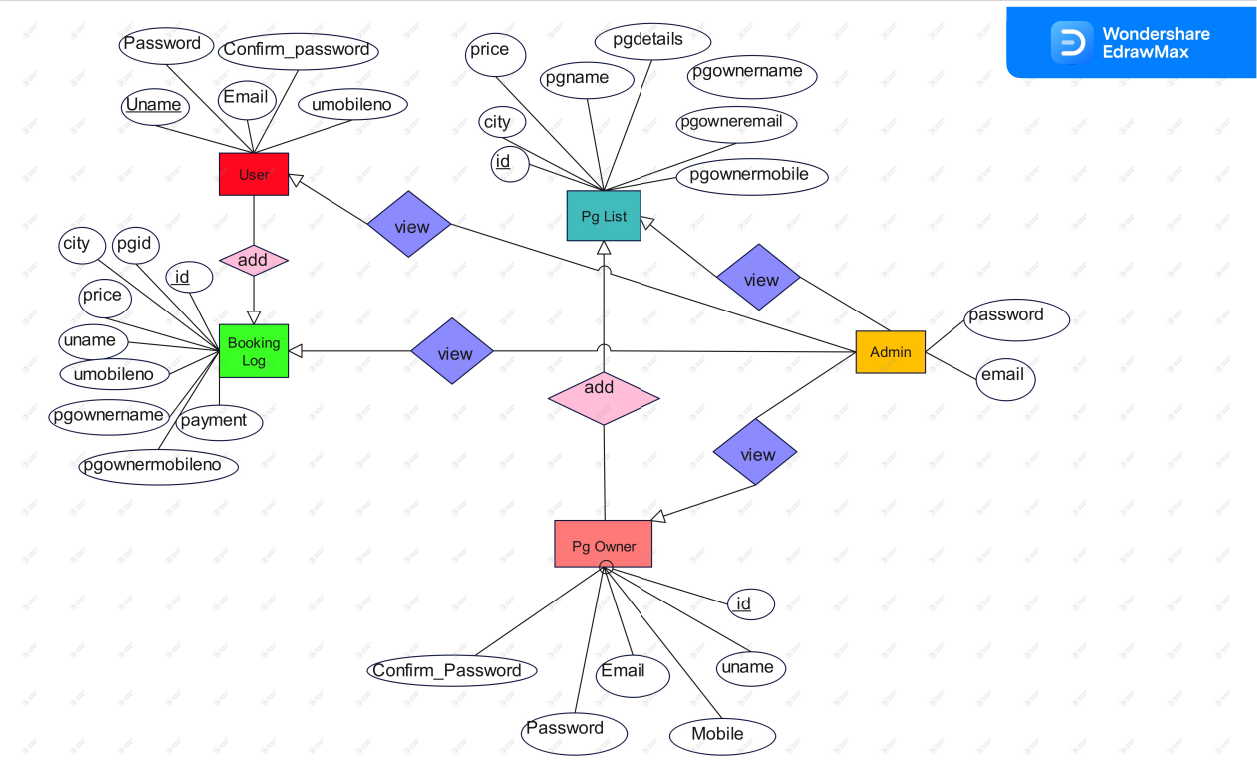 Wondershare
EdrawMax
Password
Confirm_password
Uname
Email
umobileno
User
price
pgdetails
pgname
pgownername
city
pgowneremail
id
pgownermobile
Pg List
view
view
add
city
pgid
id
price
uname
umobileno
pgownername
payment
pgownermobileno
Booking
Log
view
Admin
password
email
add
view
Pg Owner
id
uname
Confirm_Password
Email
Password
Mobile